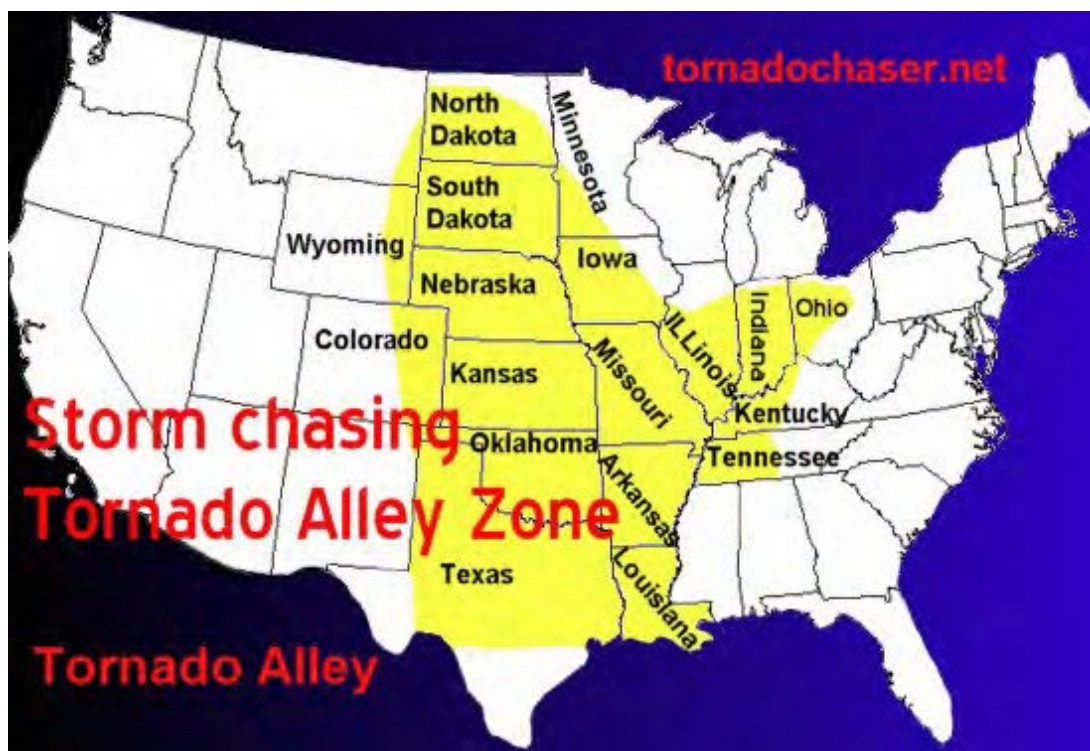 tornadochaser.net
North
Dakota
Minnesota
South
Dakota
Wyoming
Iowa
Nebraska
Colorado
Kansas
Missouri
ILLinois
Indiana
Ohio
Kentucky
Storm chasing
Oklahoma
Tennessee
Arkansas
Tornado Alley Zone
Texas
Louisiana
Tornado Alley